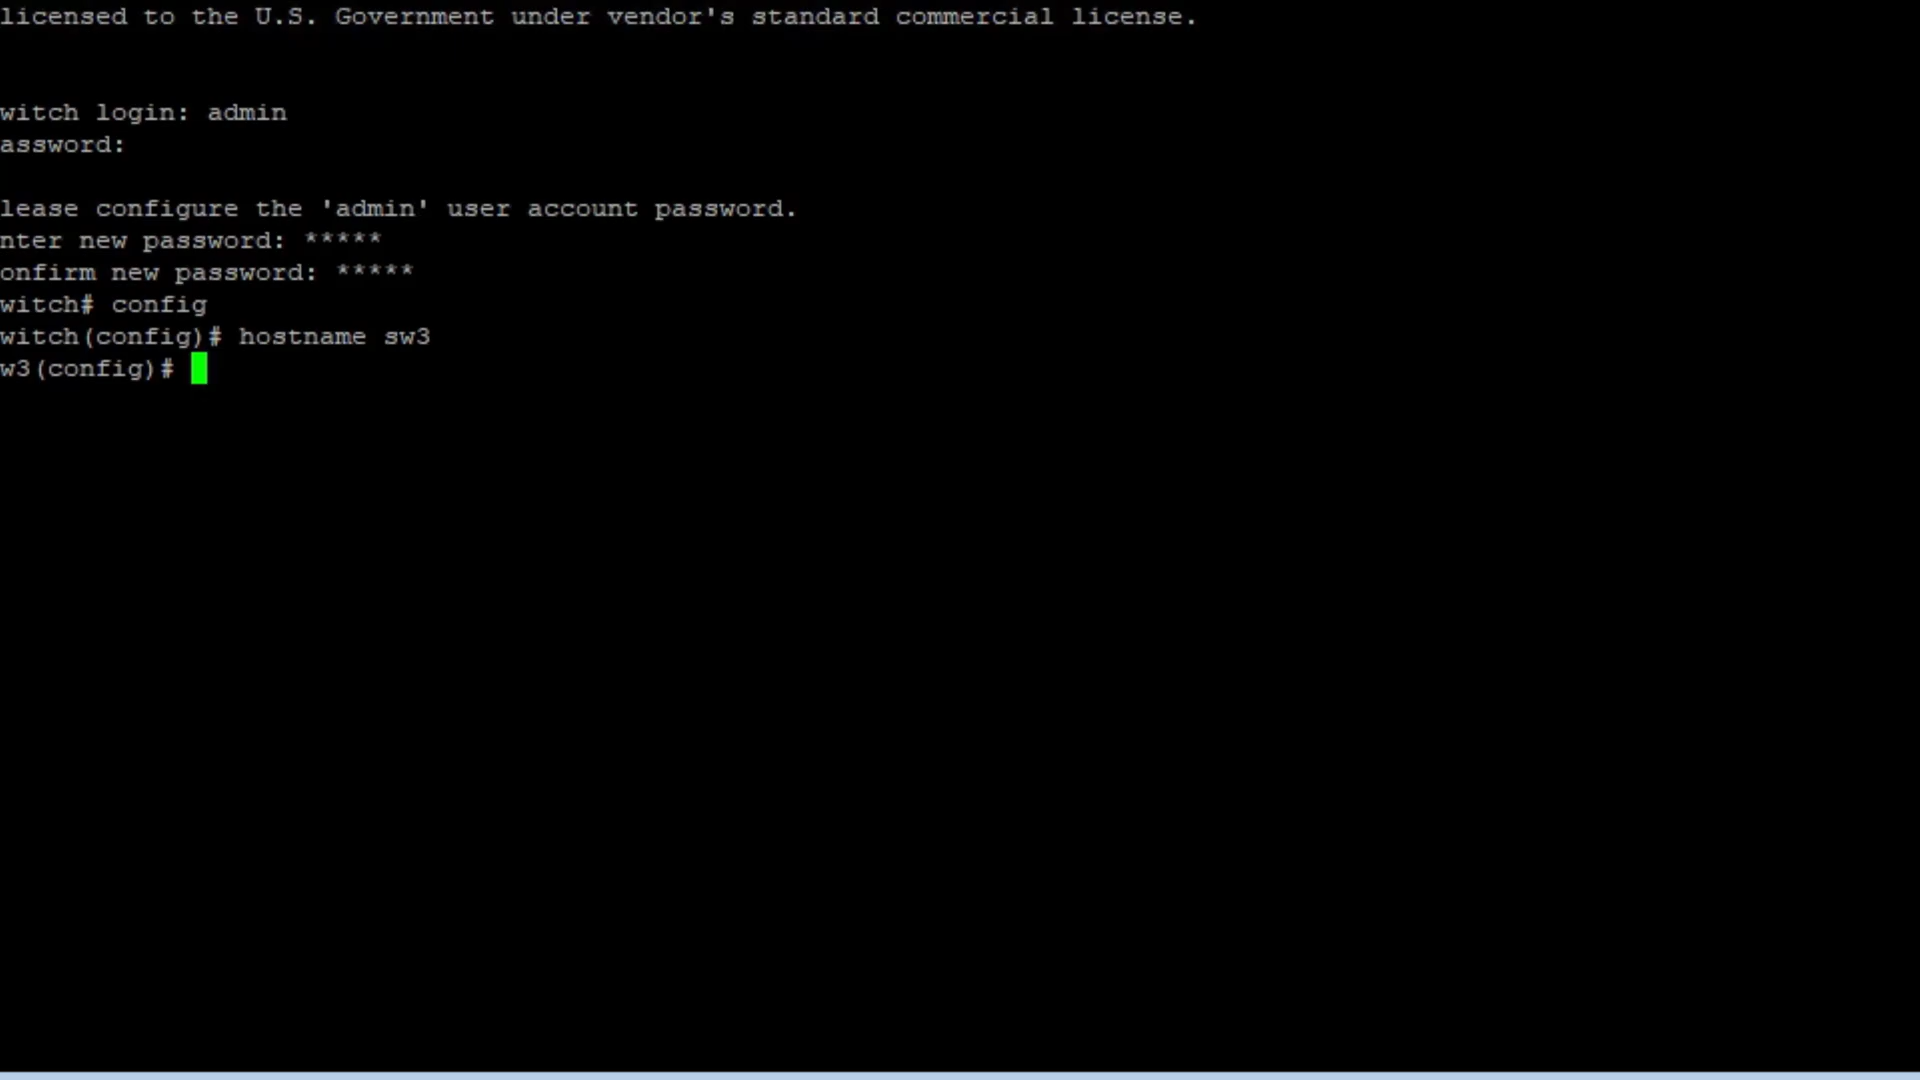 licensed to the U.S. Government under vendor's standard commercial license.
witch login: admin
assword:
lease configure the 'admin' user account password.
nter new password: *****
onfirm new password: *****
witch# config
witch(config)# hostname sw3
w3(config)#